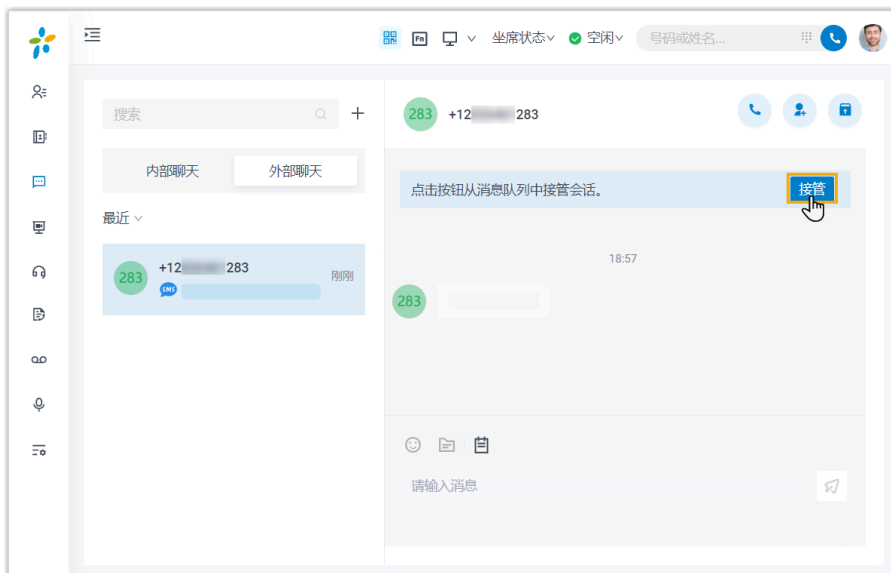 Fn
坐席状态
空闲
号码或姓名...
搜索
283
+12 283
内部聊天
外部聊天
点击按钮从消息队列中接管会话。
接管
最近
283
+12 283
刚刚
SMS
18:57
283
请输入消息